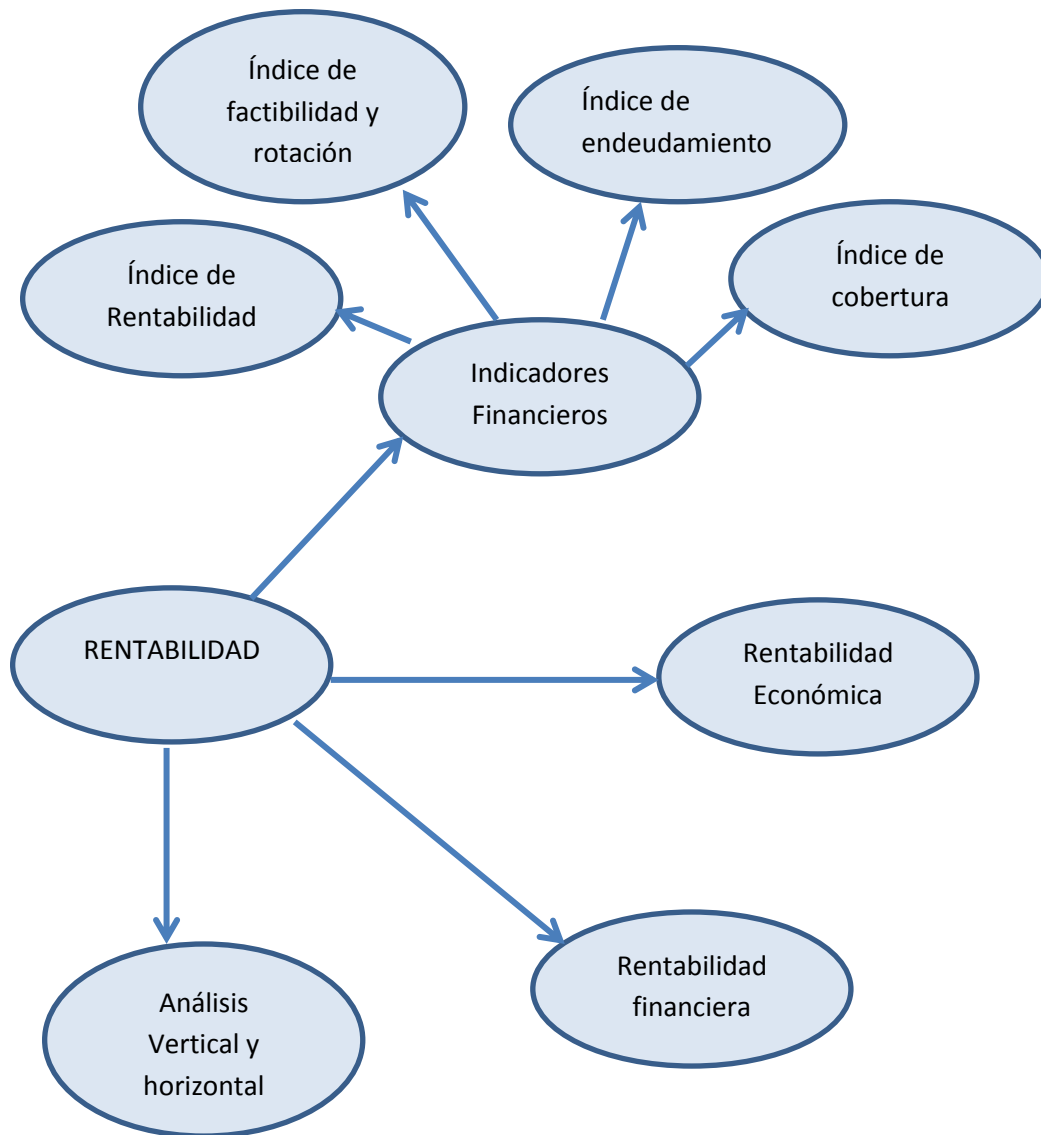 Índice de
factibilidad y
rotación
Índice de
endeudamiento
Índice de
Rentabilidad
Índice de
cobertura
Indicadores
Financieros
RENTABILIDAD
Rentabilidad
Económica
Rentabilidad
financiera
Análisis
Vertical y
horizontal